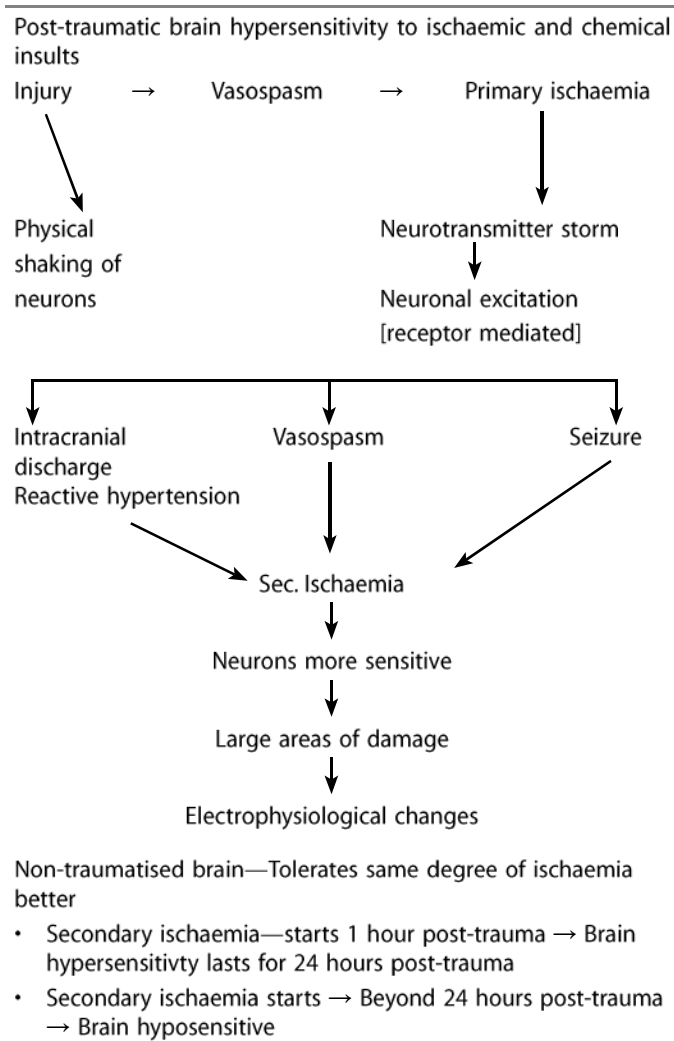 Post-traumatic brain hypersensitivity to ischaemic and chemical
insults
Injury → Vasospasm → Primary ischaemia
Physical
shaking of
neurons
Neurotransmitter storm
Neuronal excitation
[receptor mediated]
Intracranial
discharge
Reactive hypertension
Vasospasm
Seizure
Sec. Ischaemia
Neurons more sensitive
Large areas of damage
Electrophysiological changes
Non-traumatised brain—Tolerates same degree of ischaemia
better
• Secondary ischaemia—starts 1 hour post-trauma → Brain
hypersensitivty lasts for 24 hours post-trauma
• Secondary ischaemia starts → Beyond 24 hours post-trauma
→ Brain hyposensitive